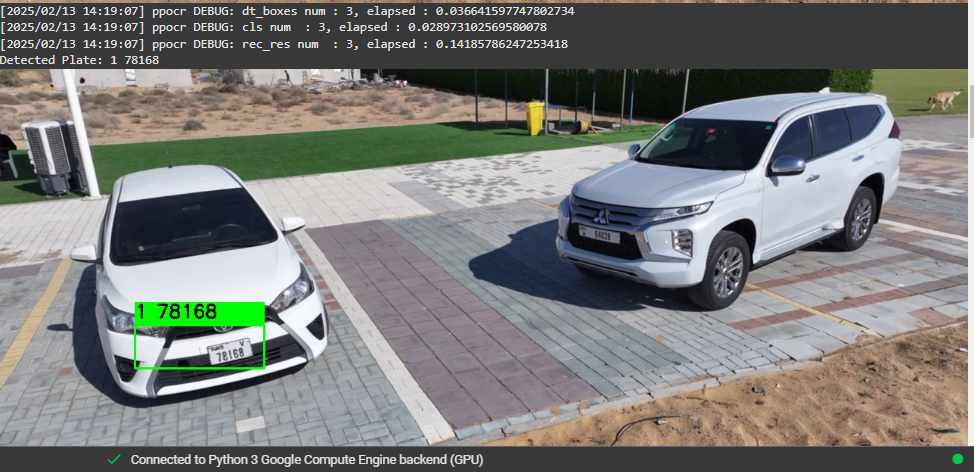 [2025/02/13 14:19:07] ppocr DEBUG: dt_boxes num : 3, elapsed : 0.036641597747802734
[2025/02/13 14:19:07] ppocr DEBUG: cls num  : 3, elapsed : 0.028973102569580078
[2025/02/13 14:19:07] ppocr DEBUG: rec_res num  : 3, elapsed : 0.14185786247253418
Detected Plate: 1 78168
64028
1 78168
78168
Connected to Python 3 Google Compute Engine backend (GPU)